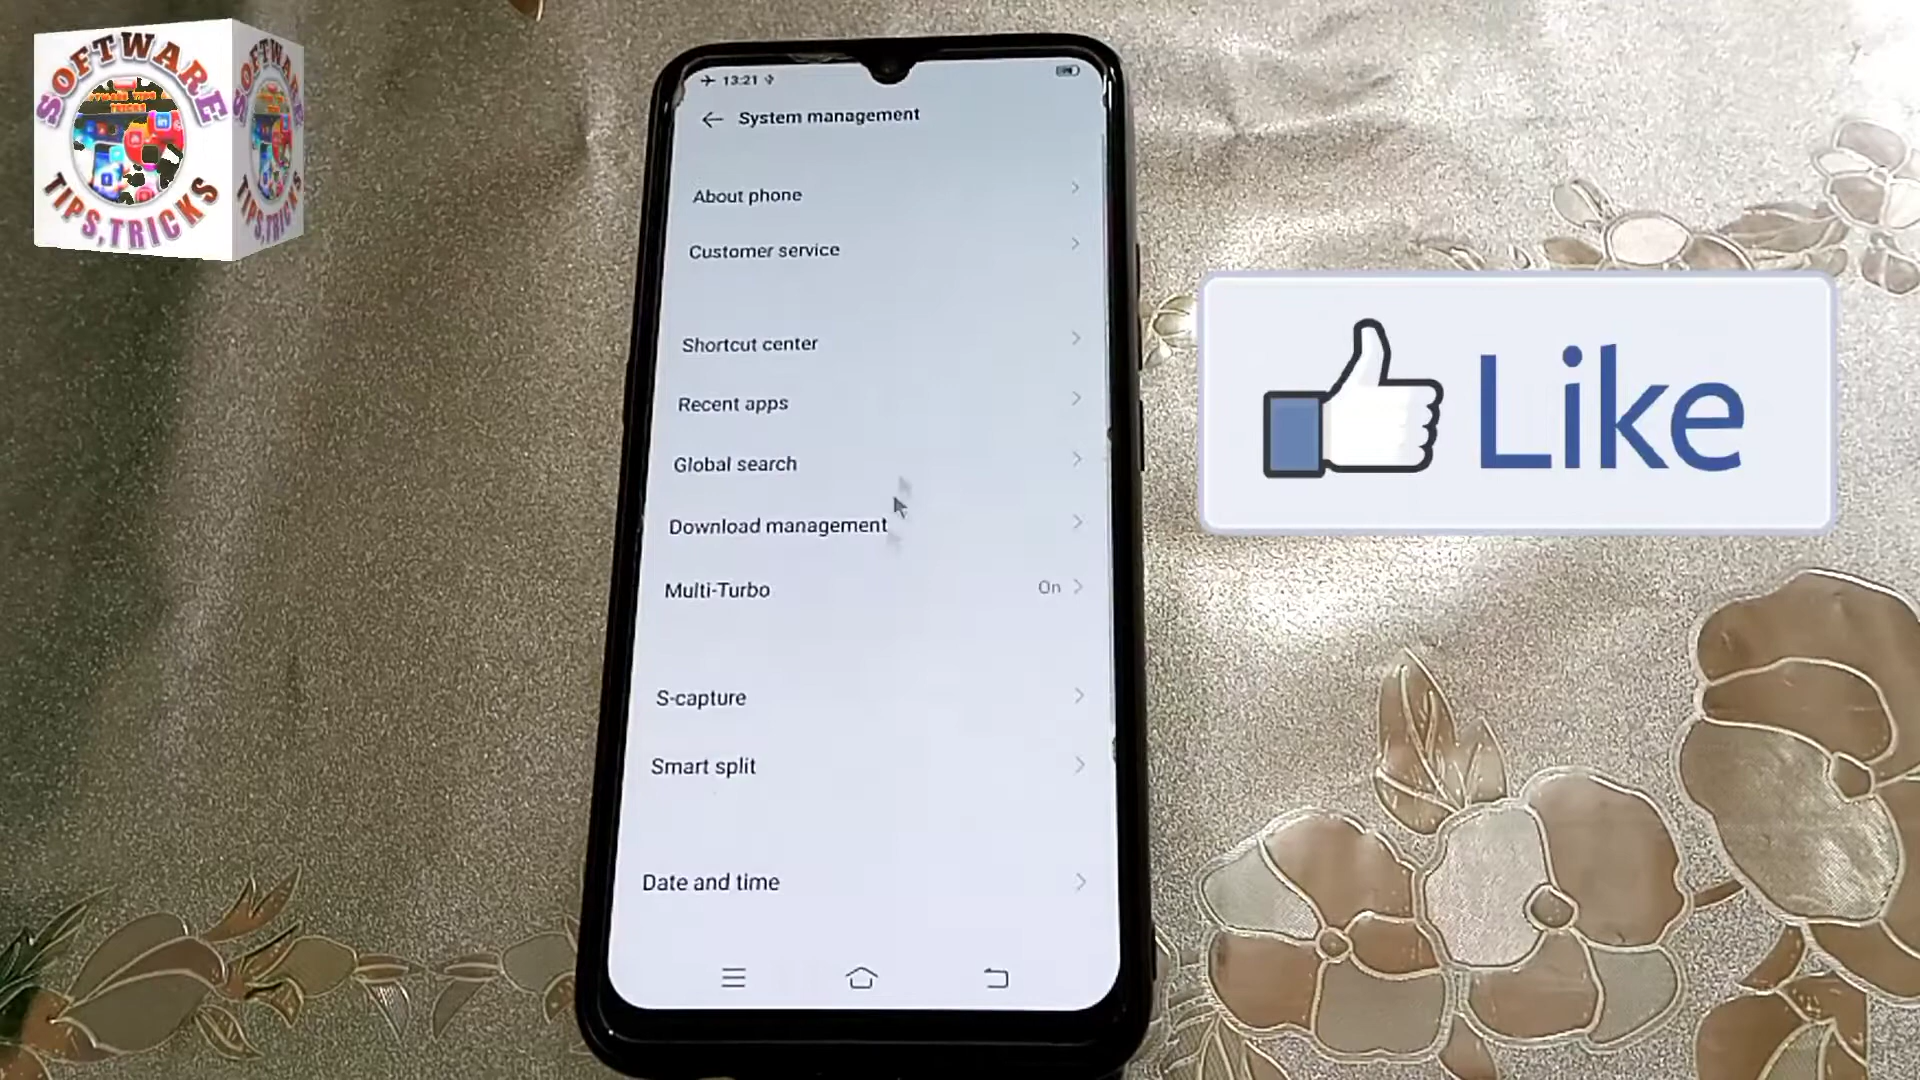 SOFTWARE
TIPS,TRICKS
13:21
System management
About phone
Customer service
Shortcut center
Recent apps
Global search
Download management
Multi-Turbo On
S-capture
Smart split
Date and time
Like